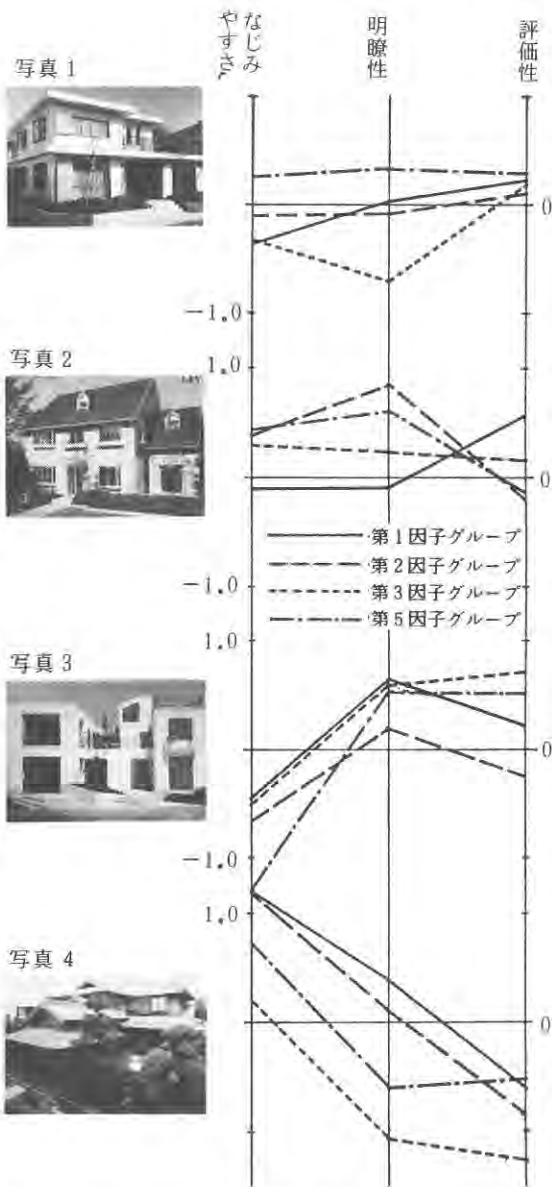 なじみ
やすさ
明瞭性
評価性
写真1
0
-1.0
写真2
1.0
0
第1因子グループ
第2因子グループ
第3因子グループ
第5因子グループ
-1.0
写真3
1.0
0
-1.0
写真4
1.0
0